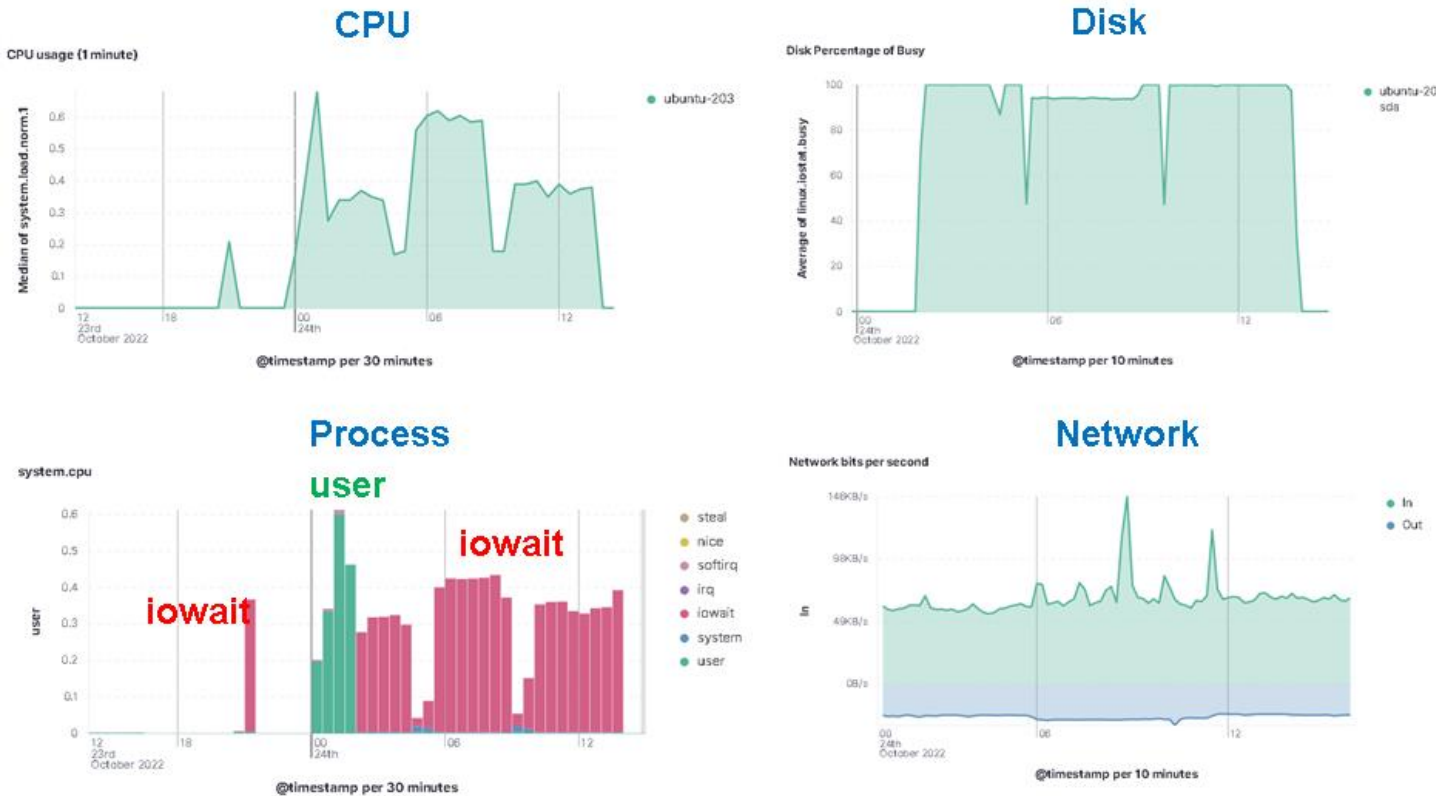 CPU
CPU usage (1 minute)
Median of system.load.norm.1
0.6
0.5
0.4
0.3
0.2
0.1
0
12
23rd
October 2022
18
00
24th
06
12
@timestamp per 30 minutes
ubuntu-203
Disk
Disk Percentage of Busy
Average of linux.iostat.busy
100
80
60
40
20
0
00
24th
October 2022
06
12
@timestamp per 10 minutes
ubuntu-20
sda
Process
system.cpu
user
iowait
iowait
user
0.6
0.5
0.4
0.3
0.2
0.1
0
12
23rd
October 2022
18
00
24th
06
12
@timestamp per 30 minutes
steal
nice
softirq
irq
iowait
system
user
Network
Network bits per second
In
146KB/s
98KB/s
49KB/s
0B/s
00
24th
October 2022
06
12
@timestamp per 10 minutes
In
Out